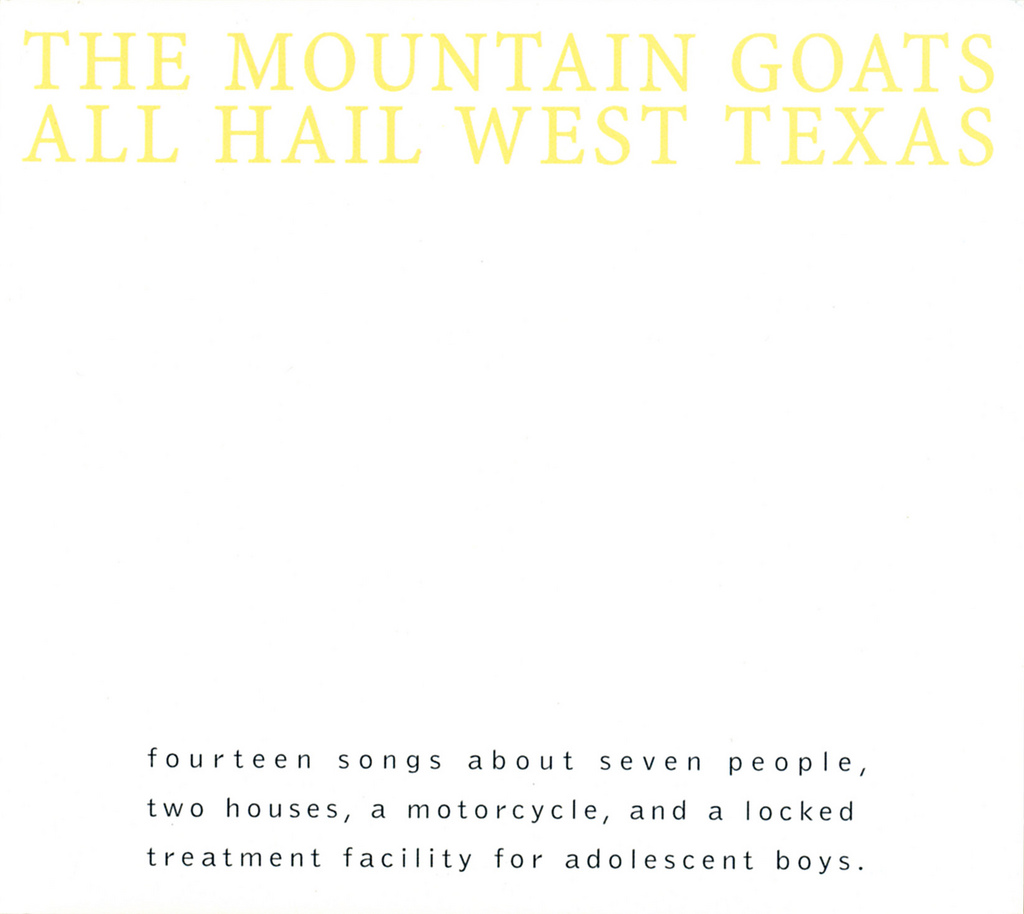 THE MOUNTAIN GOATS
ALL HAIL WEST TEXAS
fourteen songs about seven people,
two houses, a motorcycle, and a locked
treatment facility for adolescent boys.